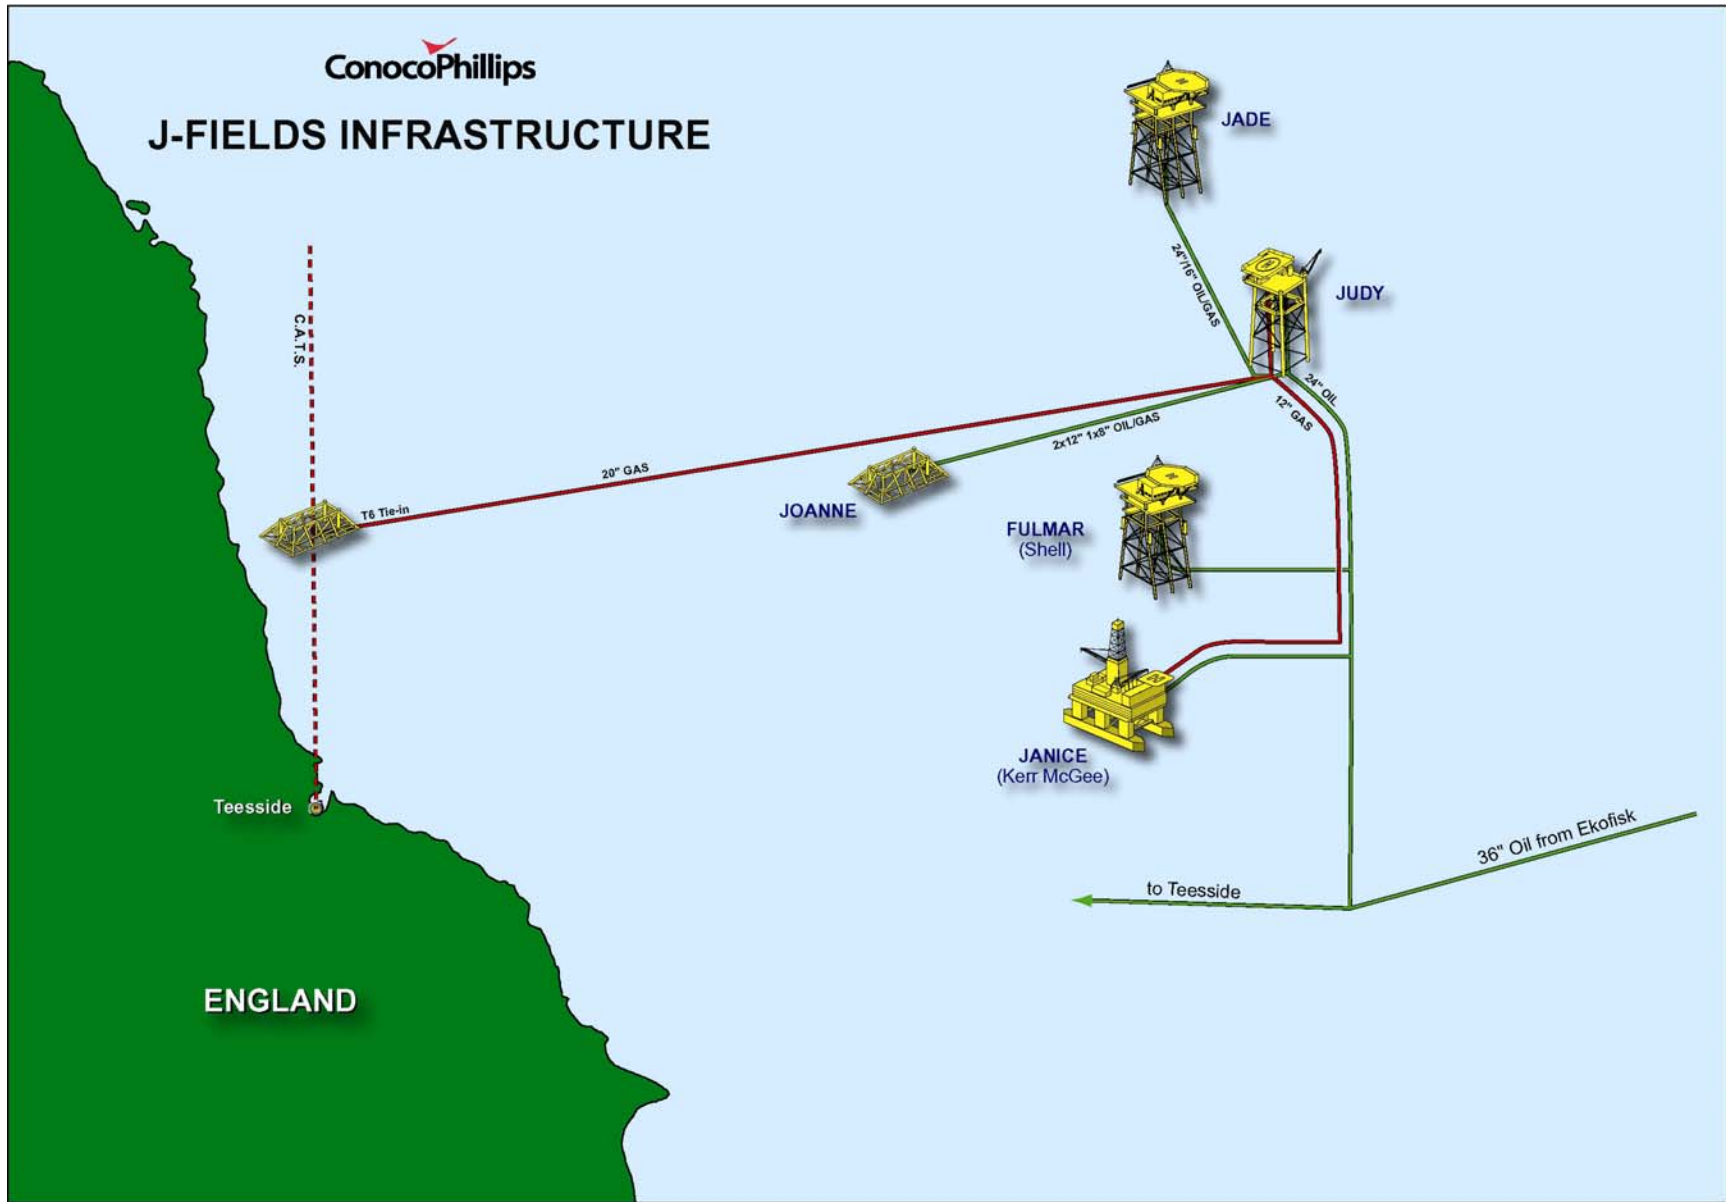 ConocoPhillips
J-FIELDS INFRASTRUCTURE
JADE
24"/16" OIL/GAS
JUDY
C.A.T.S.
24" OIL
12" GAS
2x12" 1x8" OIL/GAS
20" GAS
T6 Tie-in
JOANNE
FULMAR
(Shell)
JANICE
(Kerr McGee)
Teesside
36" Oil from Ekofisk
to Teesside
ENGLAND